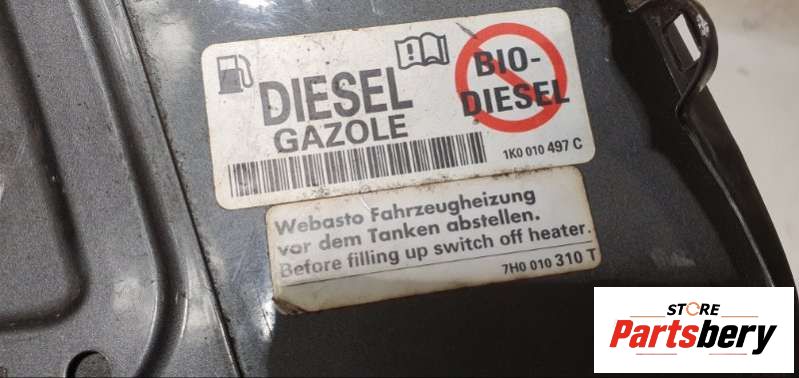 DIESEL
GAZOLE
BIO-
DIESEL
1K0 010 497 C
Webasto Fahrzeugheizung
vor dem Tanken abstellen.
Before filling up switch off heater.
7H0 010 310 T
STORE
Partsbery